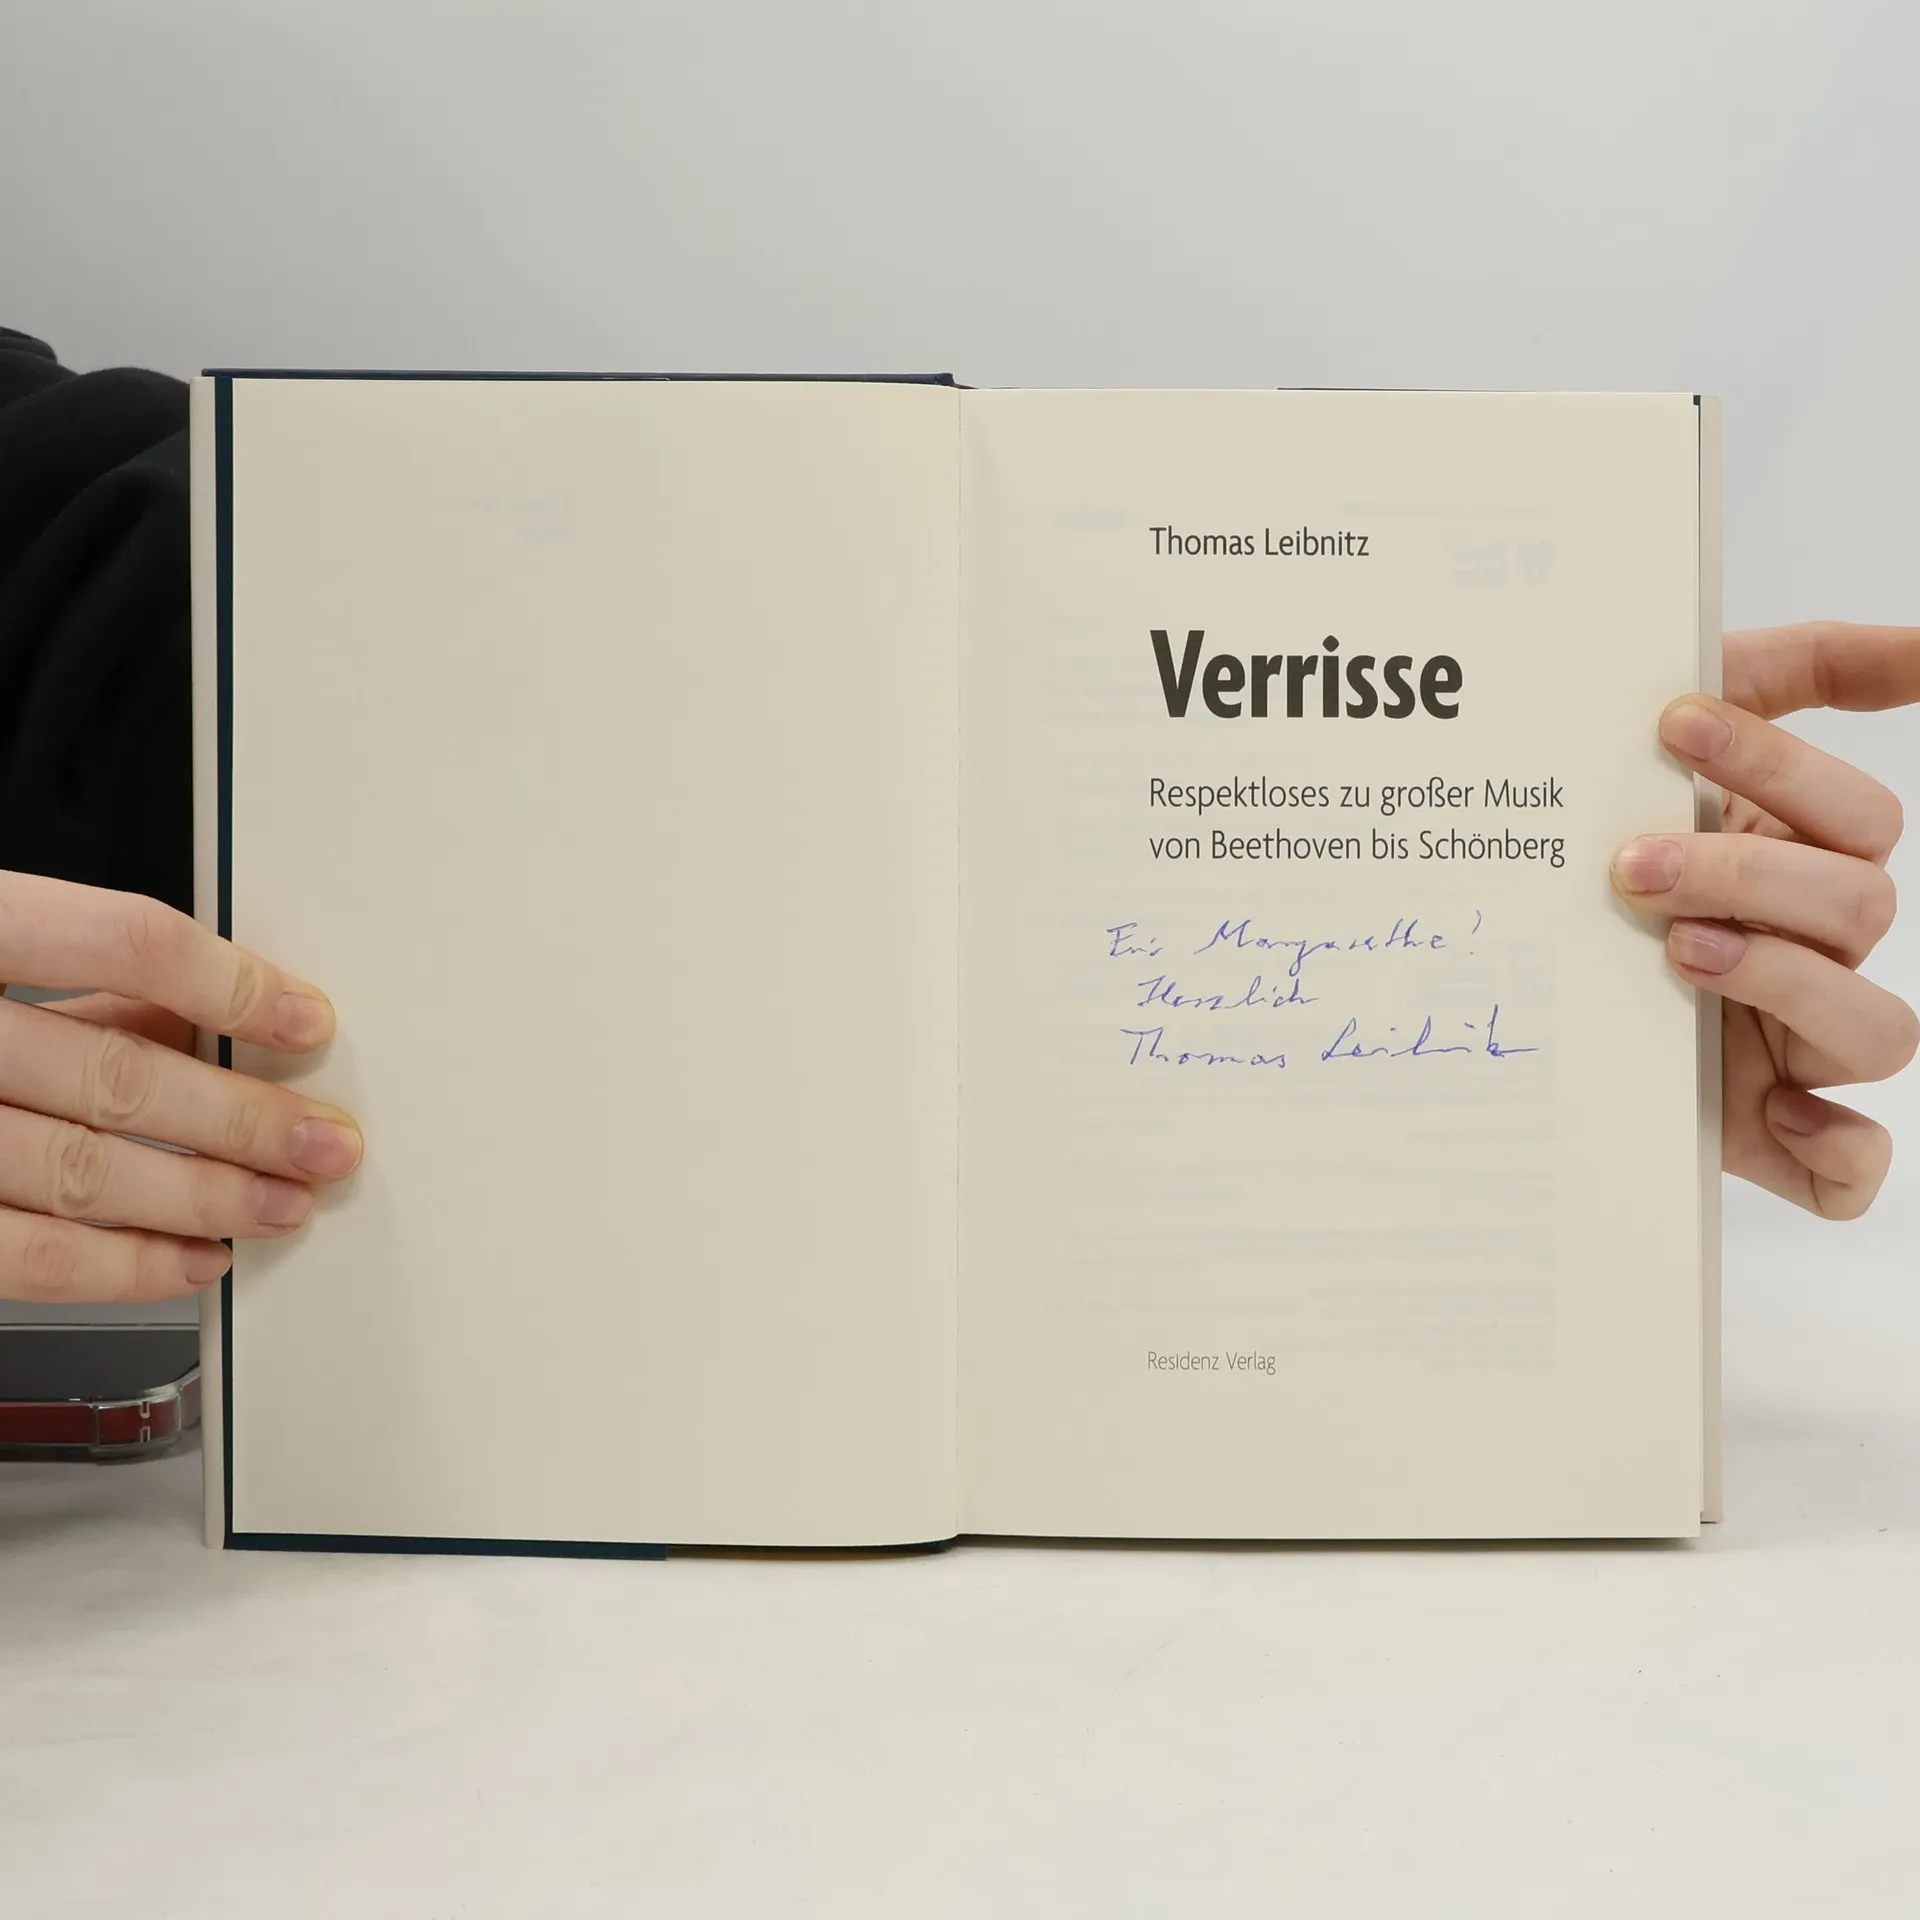 Thomas Leibnitz
Verrisse
Respektloses zu großer Musik
von Beethoven bis Schönberg
Für Margarethe!
Herzlich
Thomas Leibnitz
Residenz Verlag